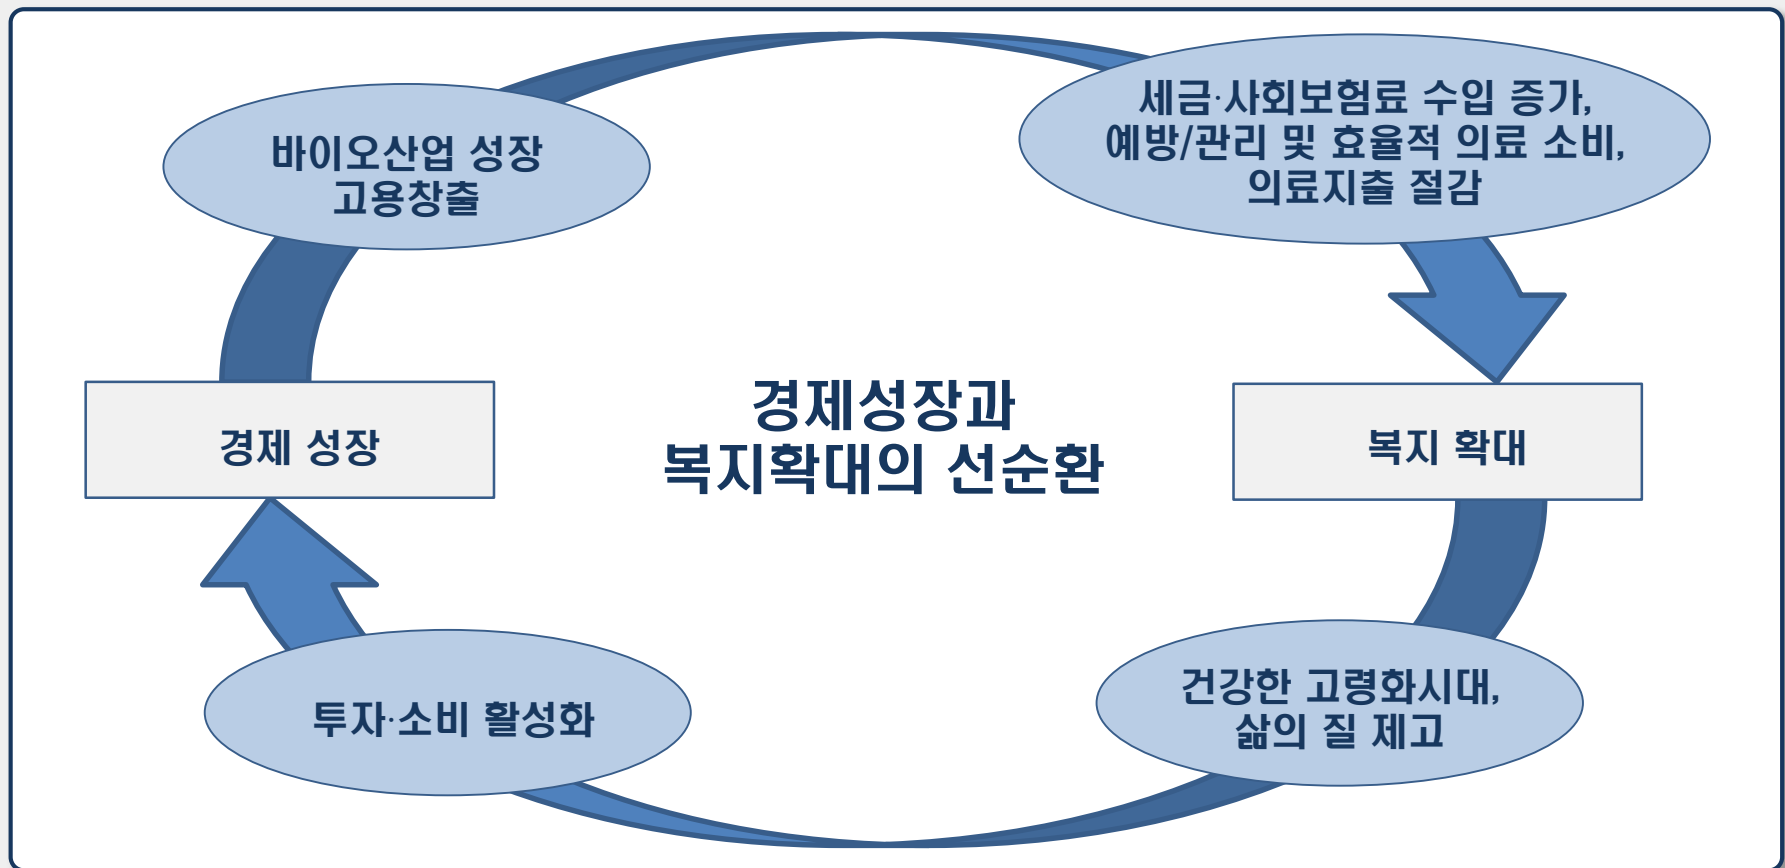 바이오산업 성장
고용창출
세금·사회보험료 수입 증가,
예방/관리 및 효율적 의료 소비,
의료지출 절감
경제 성장
경제성장과
복지확대의 선순환
복지 확대
투자·소비 활성화
건강한 고령화시대,
삶의 질 제고